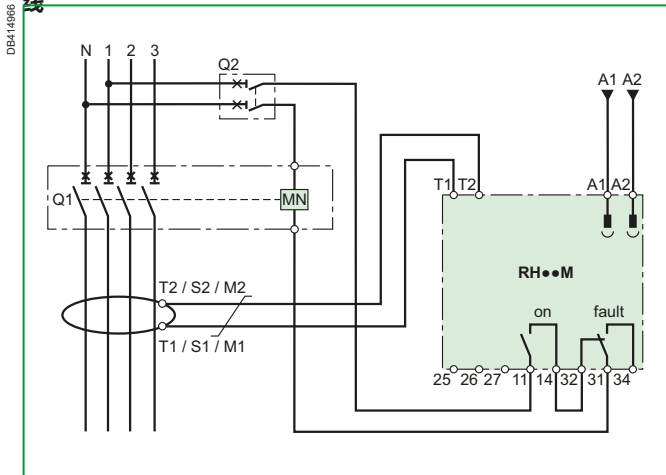 线
DB414966
N 1 2 3
Q2
A1 A2
Q1
MN
T1 T2
A1 A2
RH●●M
T2 / S2 / M2
on
fault
T1 / S1 / M1
25 26 27 11 14 32 31 34